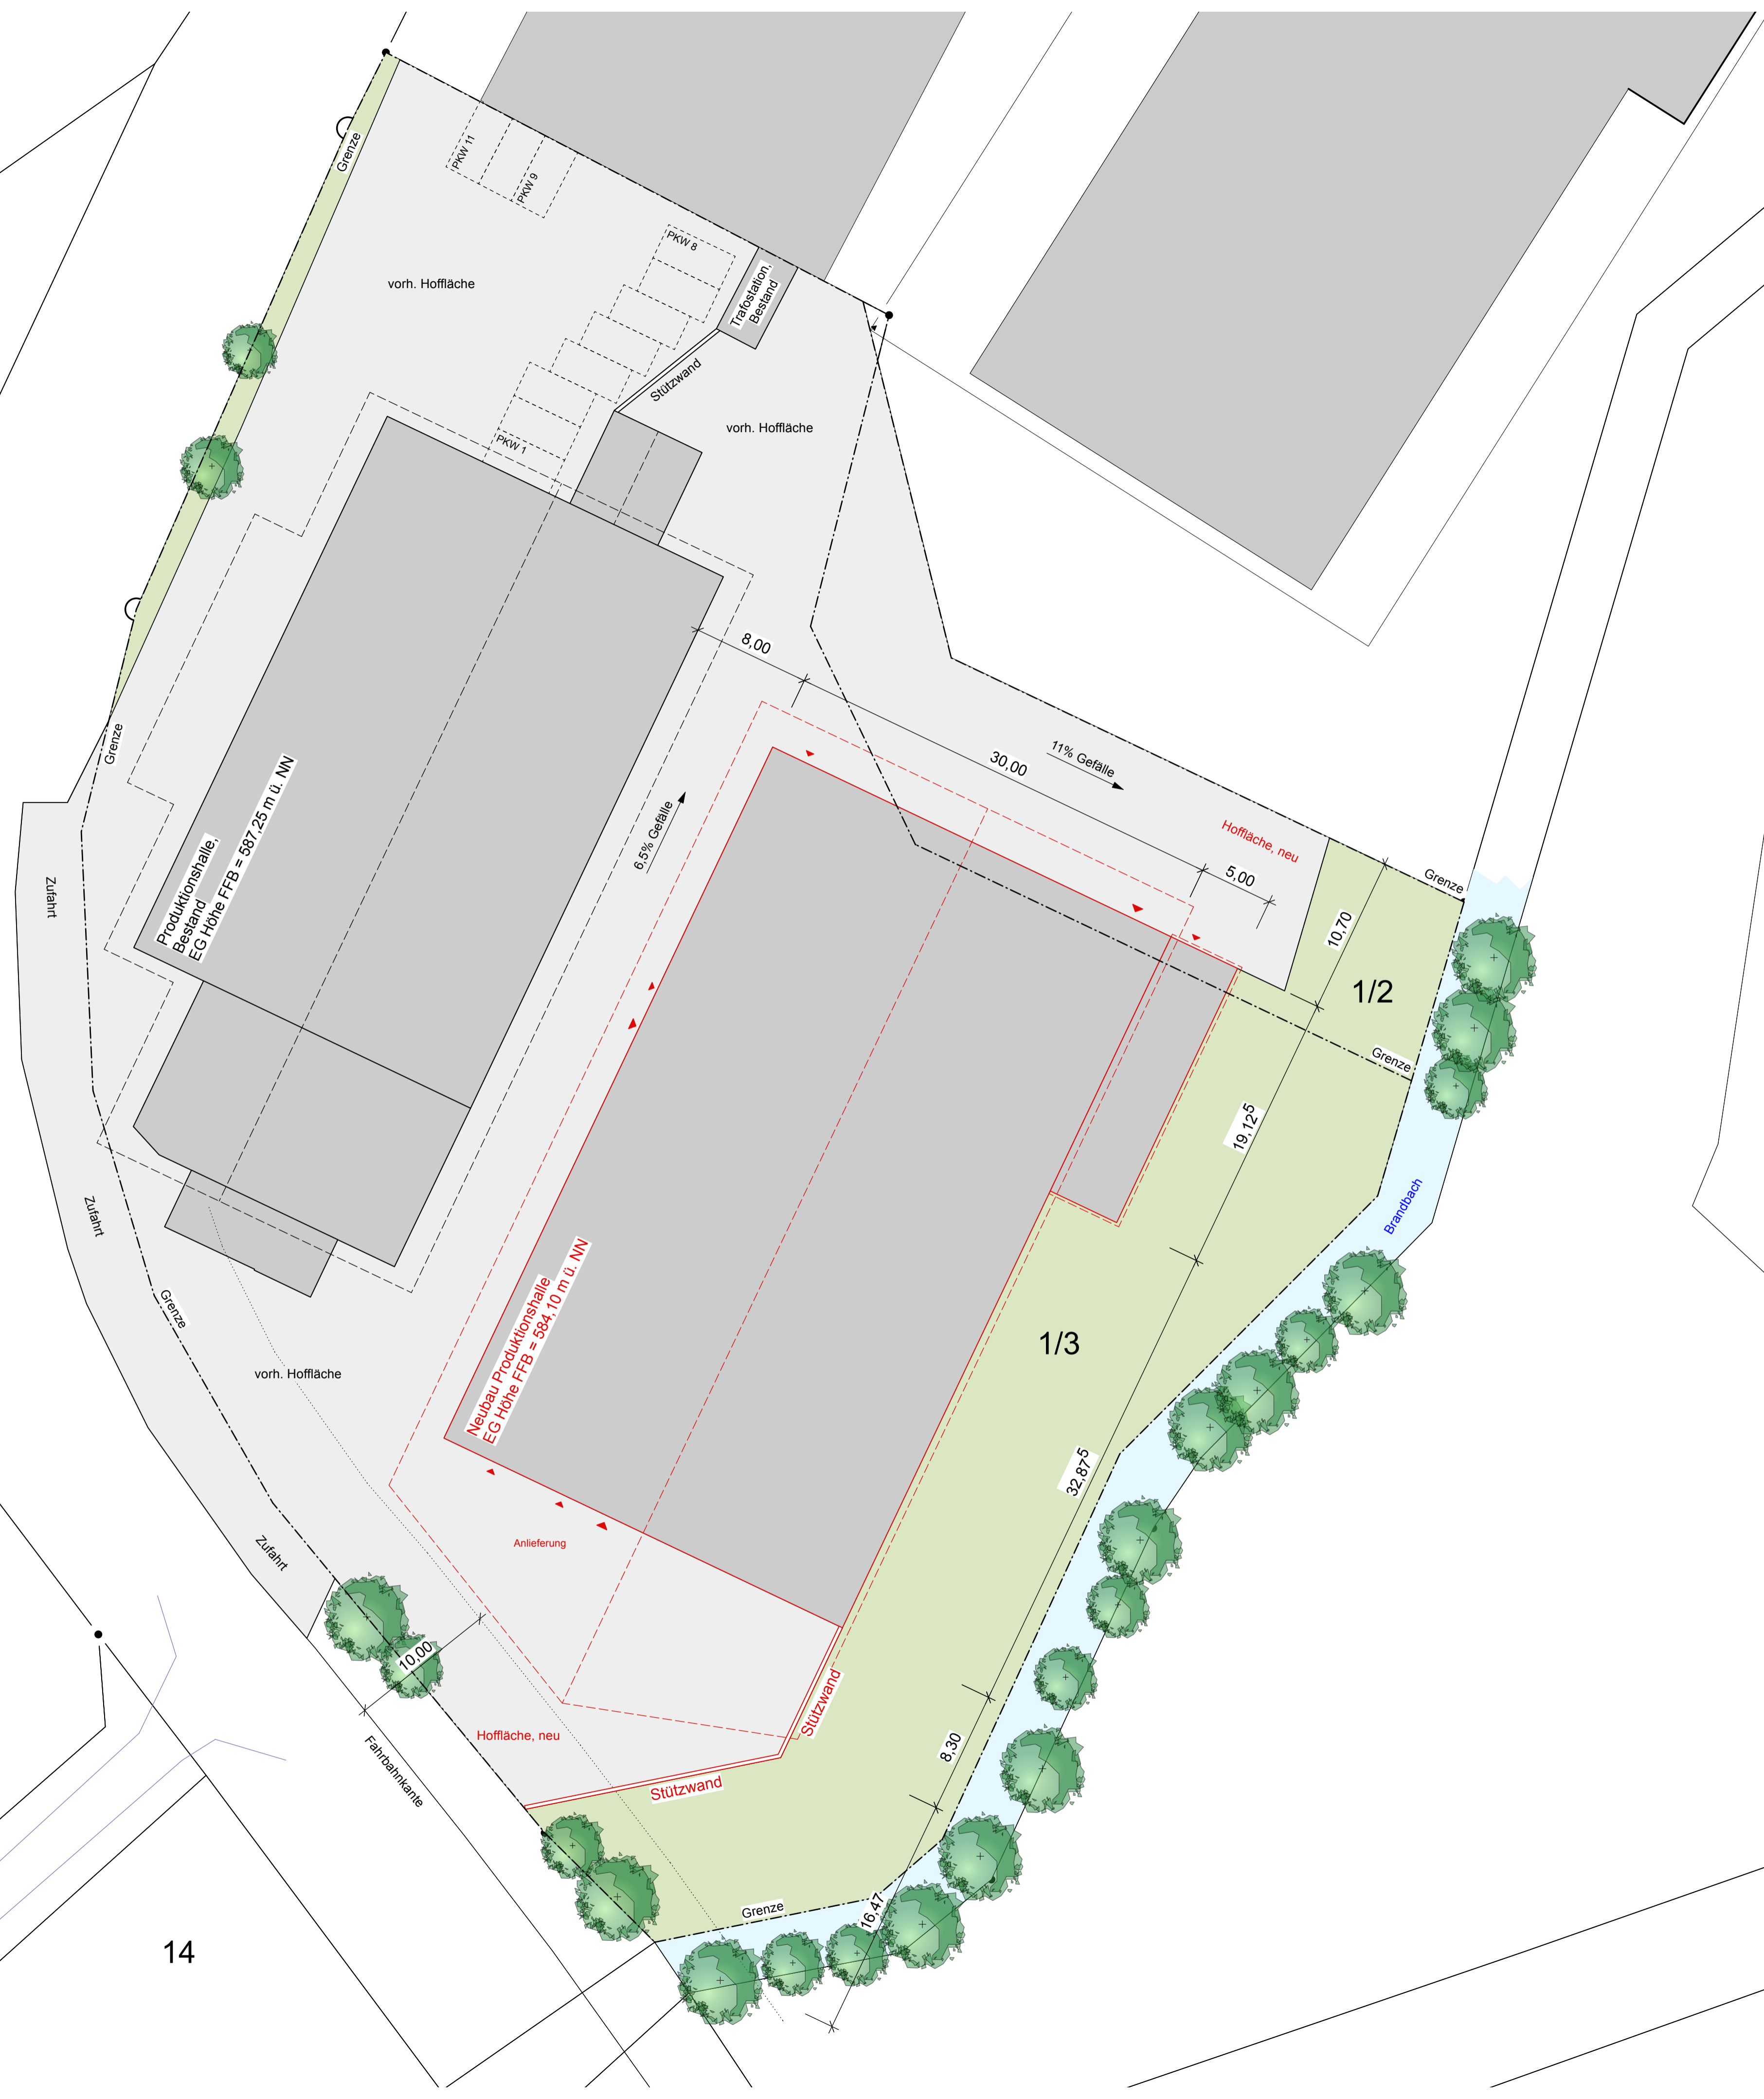 Grenze
PKW 11
PKW 9
PKW 8
vorh. Hoffläche
Trafostation,
Bestand
Stützwand
vorh. Hoffläche
PKW 1
8,00
30,00
11% Gefälle
Grenze
6,5% Gefälle
Hoffläche, neu
5,00
Grenze
10,70
Produktionshalle,
Bestand
EG Höhe FFB = 587,25 m ü. NN
Zufahrt
1/2
Grenze
19,12⁵
Zufahrt
Brandbach
Grenze
Neubau Produktionshalle
EG Höhe FFB = 584,10 m ü. NN
1/3
vorh. Hoffläche
32,87⁵
Anlieferung
Zufahrt
10,00
Hoffläche, neu
Stützwand
8,30
Fahrbahnkante
Stützwand
Grenze
16,47
14